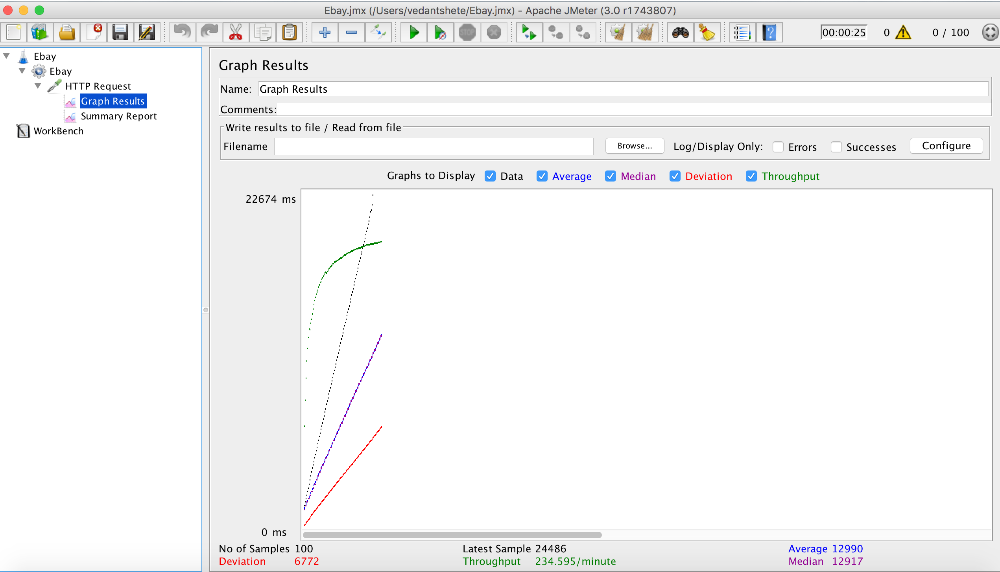 Ebay.jmx (/Users/vedantshete/Ebay.jmx) - Apache JMeter (3.0 r1743807)
STOP
00:00:25 0 0 / 100
Ebay
Ebay
HTTP Request
Graph Results
Summary Report
WorkBench
Graph Results
Name: Graph Results
Comments:
Write results to file / Read from file
Filename Browse... Log/Display Only: Errors Successes Configure
Graphs to Display Data Average Median Deviation Throughput
22674 ms
0 ms
No of Samples 100 Latest Sample 24486 Average 12990
Deviation 6772 Throughput 234.595/minute Median 12917